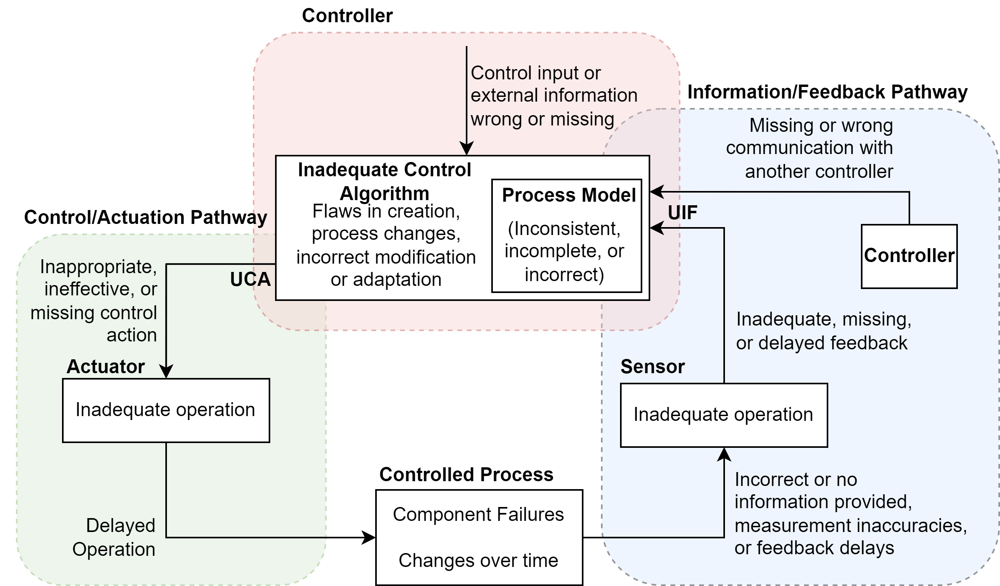 Controller
Control input or
external information
wrong or missing
Information/Feedback Pathway
Missing or wrong
communication with
another controller
Inadequate Control
Algorithm
Flaws in creation,
process changes,
incorrect modification
or adaptation
Process Model
(Inconsistent,
incomplete, or
incorrect)
UIF
Controller
Control/Actuation Pathway
Inappropriate,
ineffective, or
missing control
action
UCA
Inadequate, missing,
or delayed feedback
Actuator
Inadequate operation
Sensor
Inadequate operation
Delayed
Operation
Controlled Process
Component Failures
Changes over time
Incorrect or no
information provided,
measurement inaccuracies,
or feedback delays